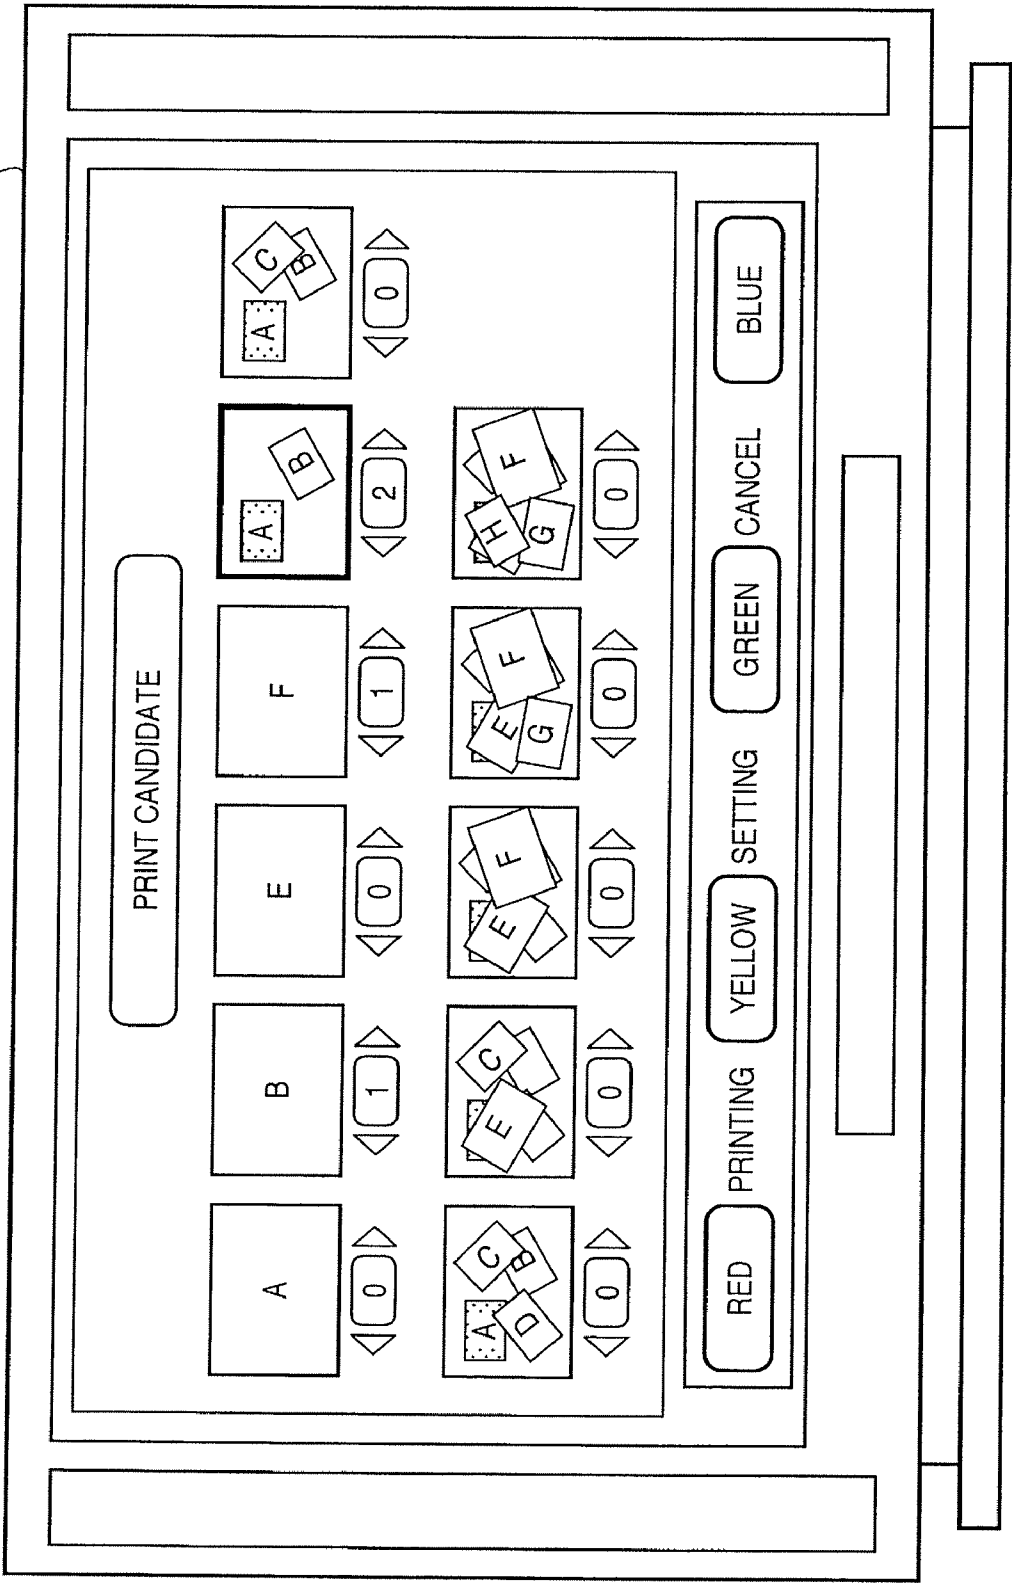 PRINT CANDIDATE
A B E F A B A B C
0 1 0 1 2 0
A B C D E C E F E F G H F G
0 0 0 0 0
RED PRINTING YELLOW SETTING GREEN CANCEL BLUE